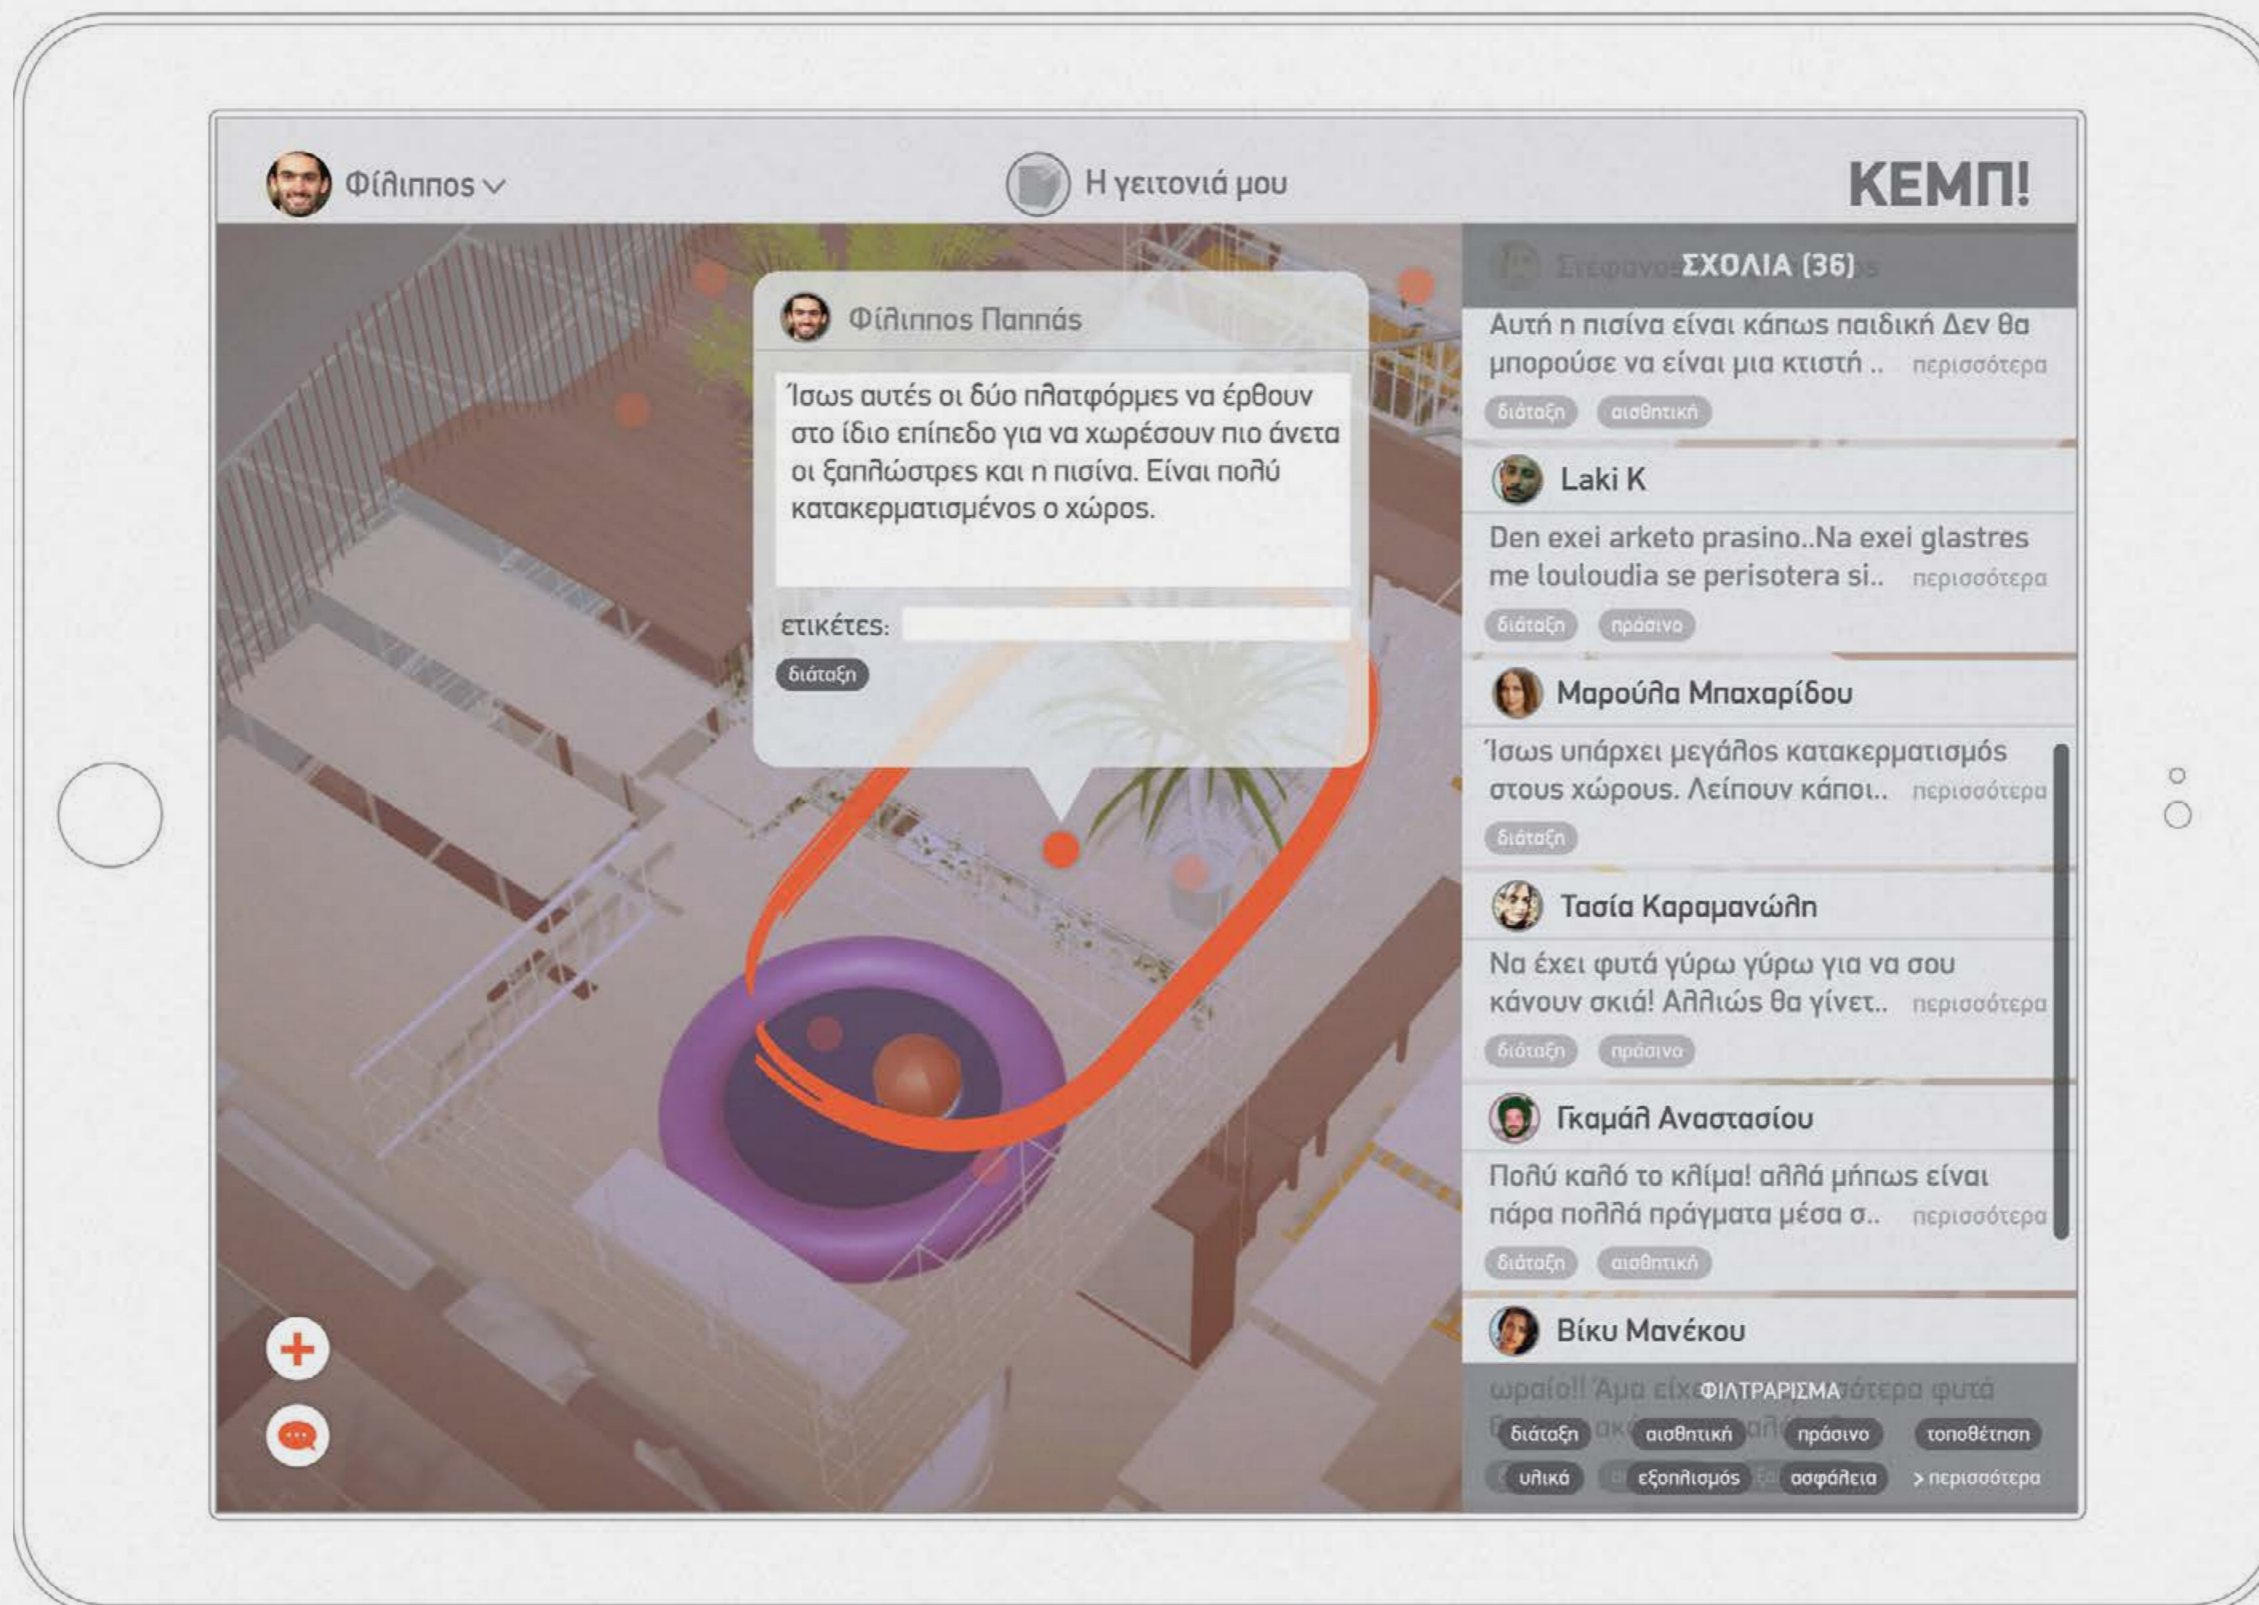 Φίλιππος
Η γειτονιά μου
ΚΕΜΠ!
Φίλιππος Παππάς
Ίσως αυτές οι δύο πλατφόρμες να έρθουν
στο ίδιο επίπεδο για να χωρέσουν πιο άνετα
οι ξαπλώστρες και η πισίνα. Είναι πολύ
κατακερματισμένος ο χώρος.
ετικέτες:
διάταξη
ΣΧΟΛΙΑ (36)
Αυτή η πισίνα είναι κάπως παιδική Δεν θα
μπορούσε να είναι μια κτιστή .. περισσότερα
διάταξη αισθητική
Laki K
Den exei arketo prasino..Na exei glastres
me louloudia se perisotera si.. περισσότερα
διάταξη πράσινο
Μαρούλα Μπαχαρίδου
Ίσως υπάρχει μεγάλος κατακερματισμός
στους χώρους. Λείπουν κάποι.. περισσότερα
διάταξη
Τασία Καραμανώλη
Να έχει φυτά γύρω γύρω για να σου
κάνουν σκιά! Αλλιώς θα γίνετ.. περισσότερα
διάταξη πράσινο
Γκαμάλ Αναστασίου
Πολύ καλό το κλίμα! αλλά μήπως είναι
πάρα πολλά πράγματα μέσα σ.. περισσότερα
διάταξη αισθητική
Βίκυ Μανέκου
ωραίο!! Άμα φυτά
ΦΙΛΤΡΑΡΙΣΜΑ
διάταξη αισθητική πράσινο τοποθέτηση
υλικά εξοπλισμός ασφάλεια > περισσότερα